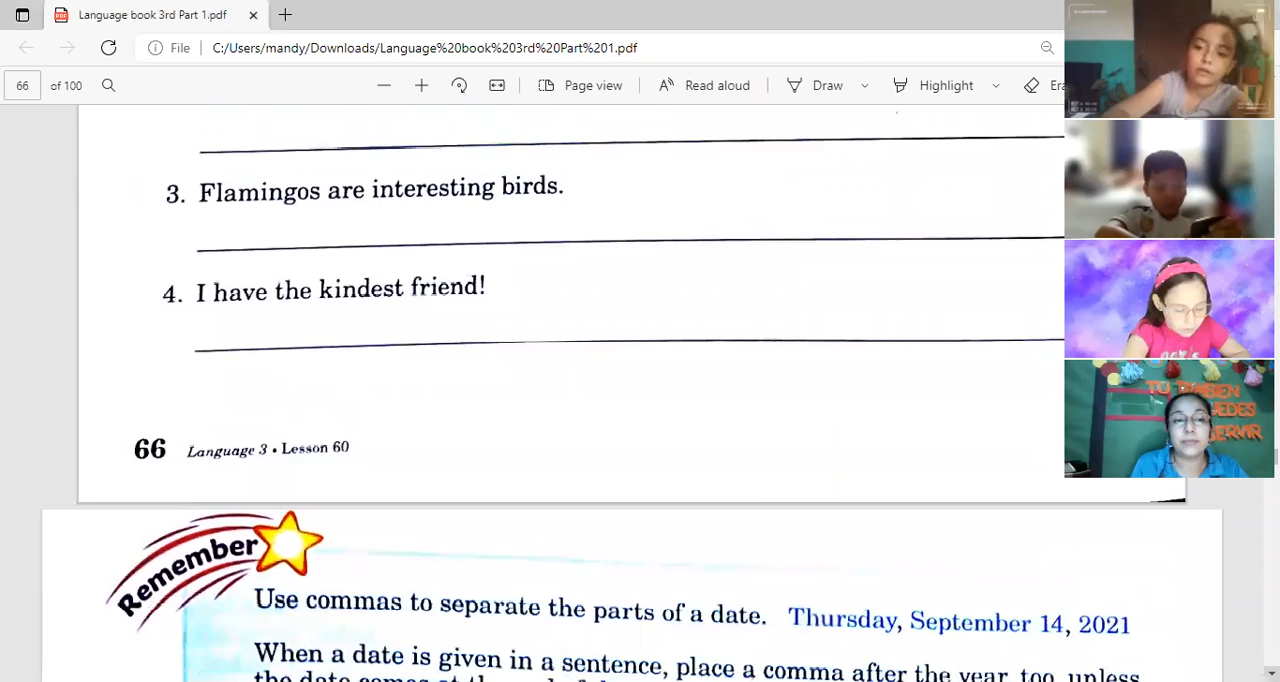 Language book 3rd Part 1.pdf
File C:/Users/mandy/Downloads/Language%20book%203rd%20Part%201.pdf
66 of 100 Page view Read aloud Draw Highlight Era
3. Flamingos are interesting birds.
4. I have the kindest friend!
66 Language 3 • Lesson 60
Remember
Use commas to separate the parts of a date. Thursday, September 14, 2021
When a date is given in a sentence, place a comma after the year, too, unless
TU TAMBIEN
SERVIR